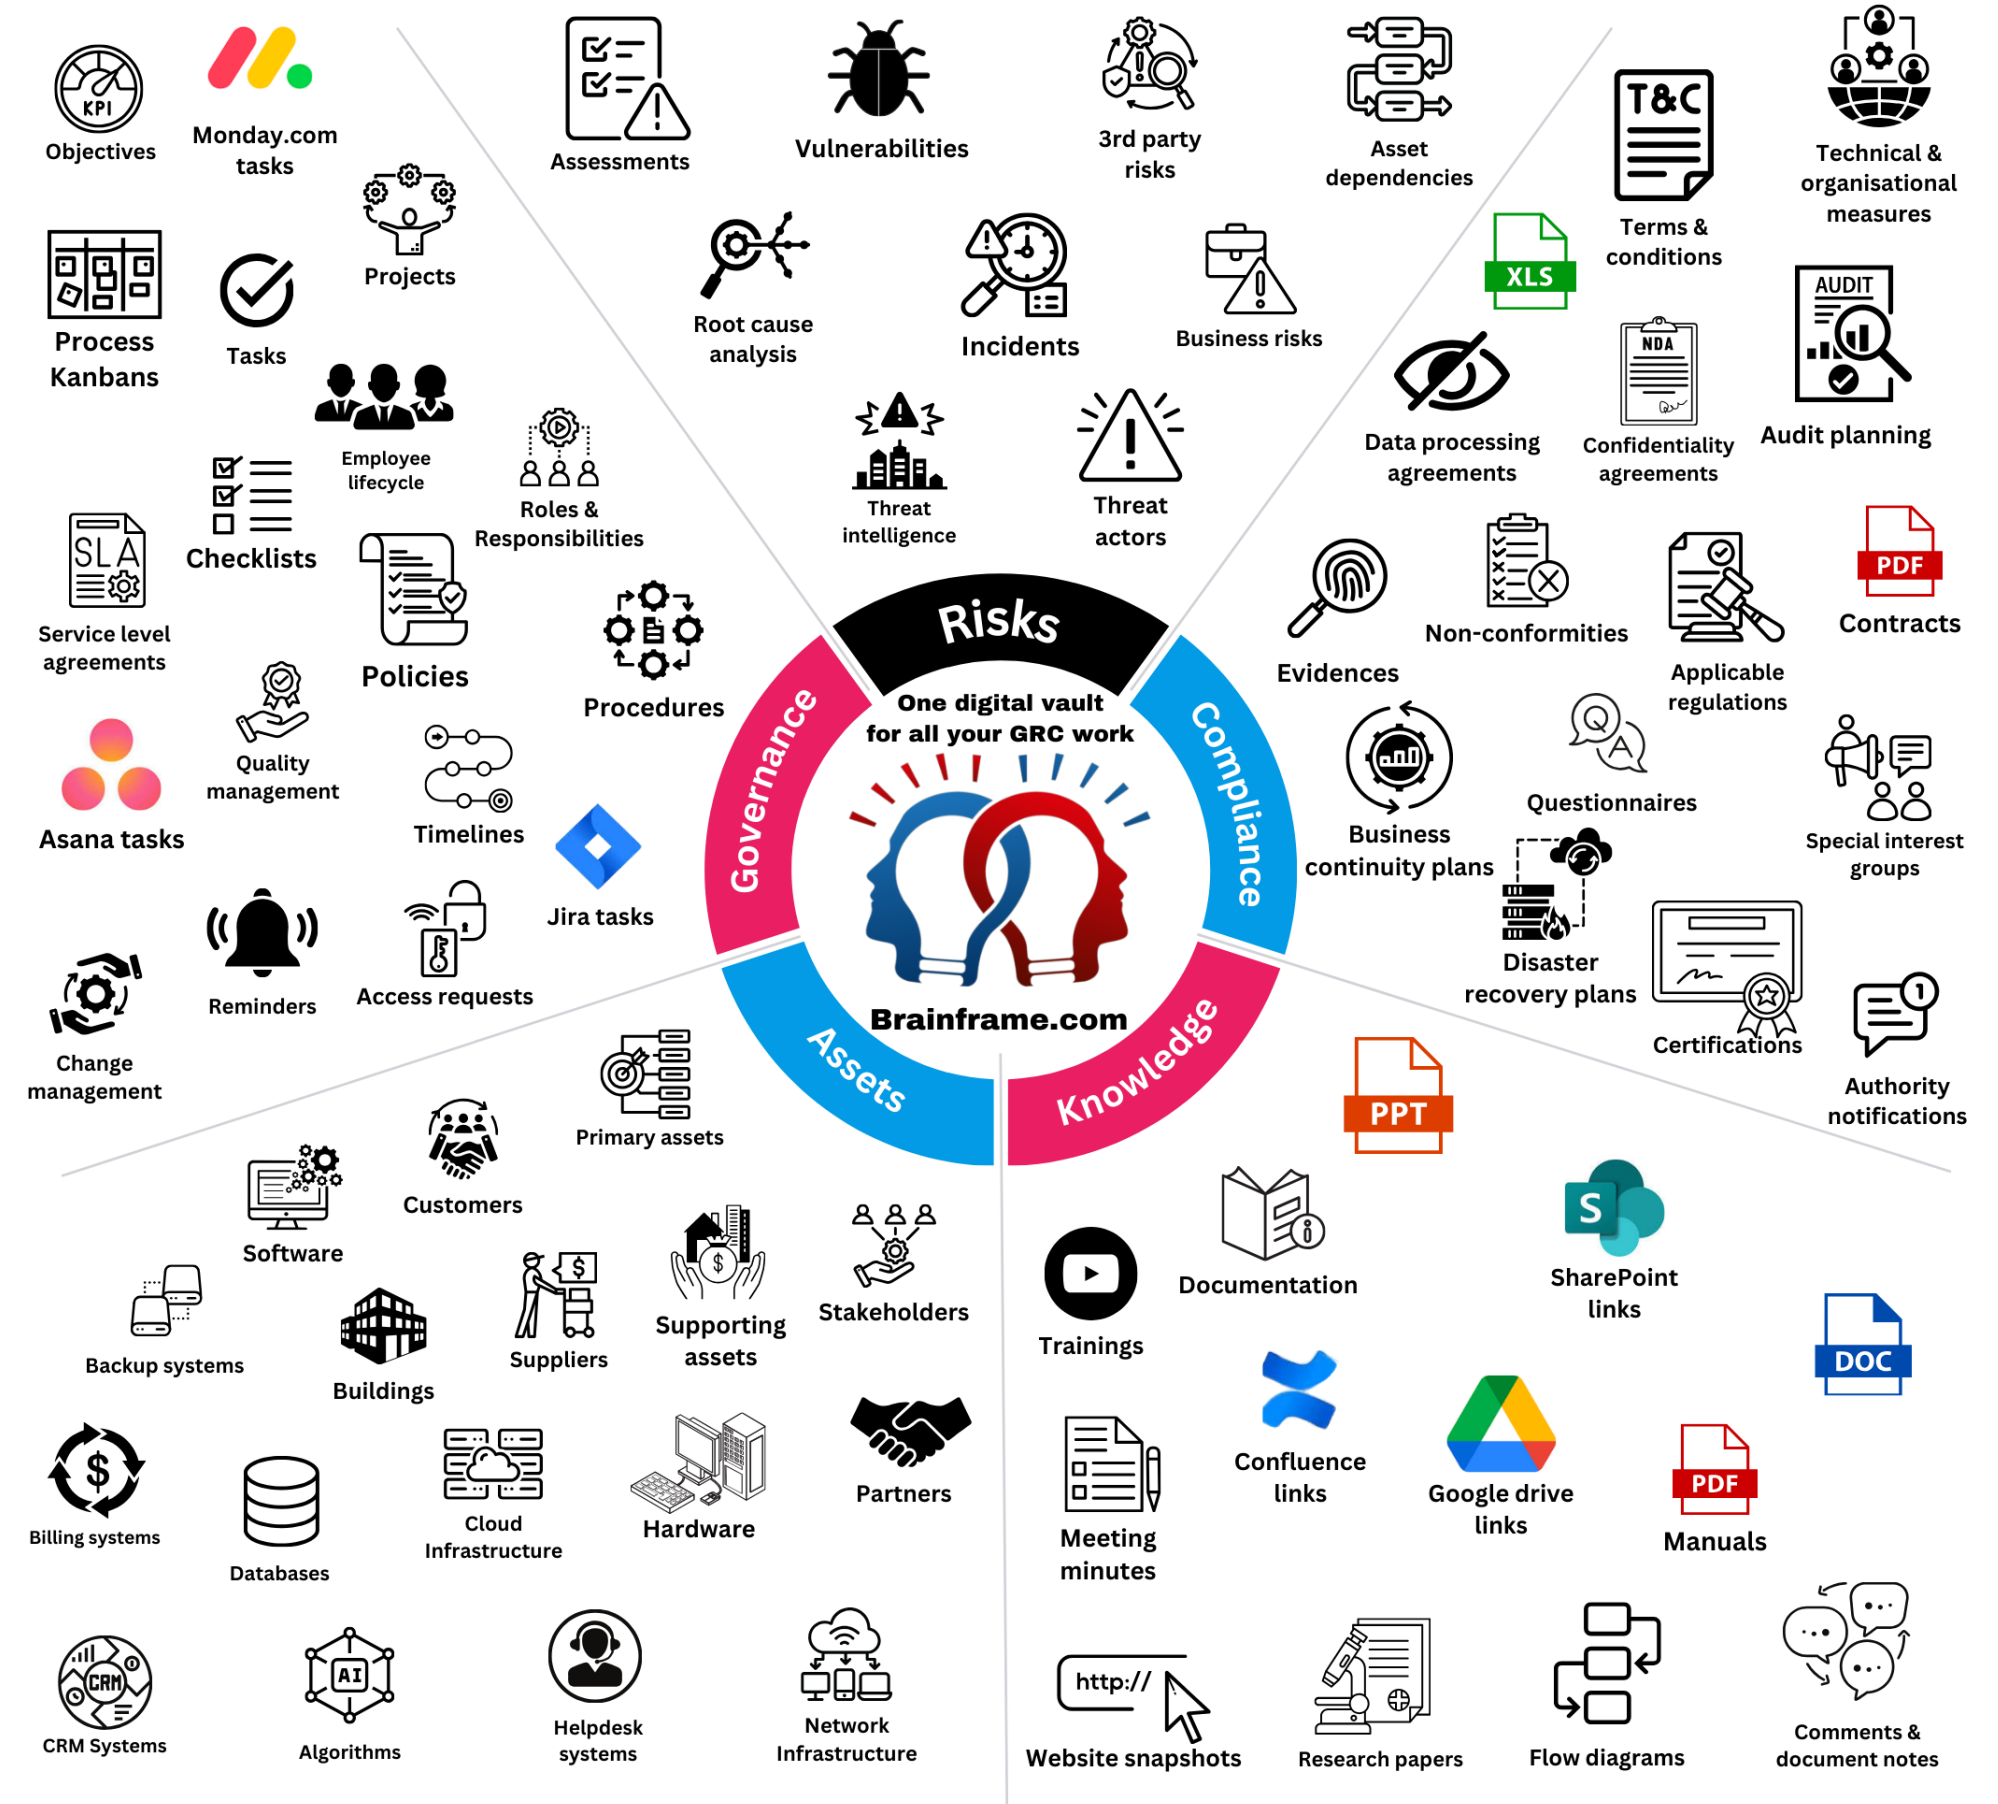 KPI
Objectives
Monday.com
tasks
Projects
Process
Kanbans
Tasks
Employee
lifecycle
Roles &
Responsibilities
Checklists
SLA
Service level
agreements
Policies
Procedures
Quality
management
Asana tasks
Timelines
Jira tasks
Reminders
Access requests
Change
management
Assessments
Vulnerabilities
3rd party
risks
Asset
dependencies
Root cause
analysis
Incidents
Business risks
Threat
intelligence
Threat
actors
T&C
Terms &
conditions
Technical &
organisational
measures
XLS
AUDIT
Audit planning
NDA
Data processing
agreements
Confidentiality
agreements
Evidences
Non-conformities
Applicable
regulations
PDF
Contracts
Business
continuity plans
Q
A
Questionnaires
Special interest
groups
Disaster
recovery plans
Certifications
1
Authority
notifications
Risks
Governance
Compliance
Assets
Knowledge
One digital vault
for all your GRC work
Brainframe.com
Primary assets
Customers
Software
$
Suppliers
$
Supporting
assets
Stakeholders
Backup systems
Buildings
$
Billing systems
Databases
Cloud
Infrastructure
Hardware
Partners
CRM
CRM Systems
AI
Algorithms
Helpdesk
systems
Network
Infrastructure
PPT
Documentation
Trainings
S
SharePoint
links
DOC
Confluence
links
Google drive
links
PDF
Manuals
Meeting
minutes
http://
Website snapshots
Research papers
Flow diagrams
Comments &
document notes